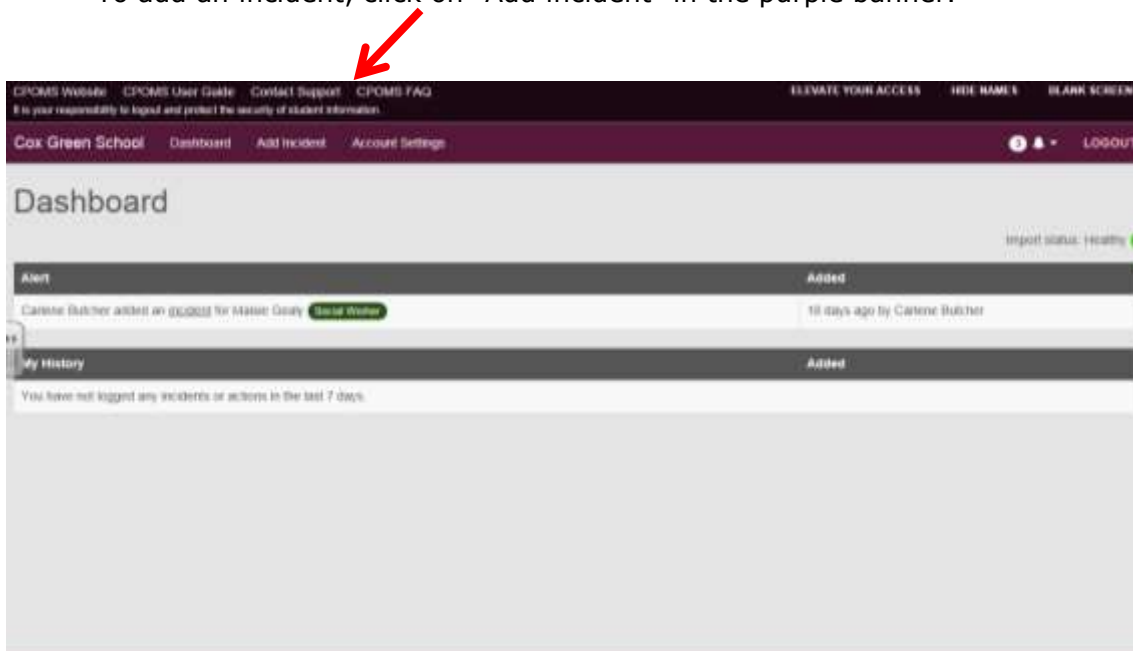 To add an incident, click on "Add incident" in the purple banner.
CPOMS Website CPOMS User Guide Contact Support CPOMS FAQ ELEVATE YOUR ACCESS HIDE NAMES BLANK SCREEN
It is your responsibility to logout and protect the security of student information
Cox Green School Dashboard Add Incident Account Settings 3 LOGOUT
Dashboard
Import status: Healthy
Alert Added
Carlene Butcher added an incident for Social Worker 18 days ago by Carlene Butcher
My History Added
You have not logged any incidents or actions in the last 7 days.